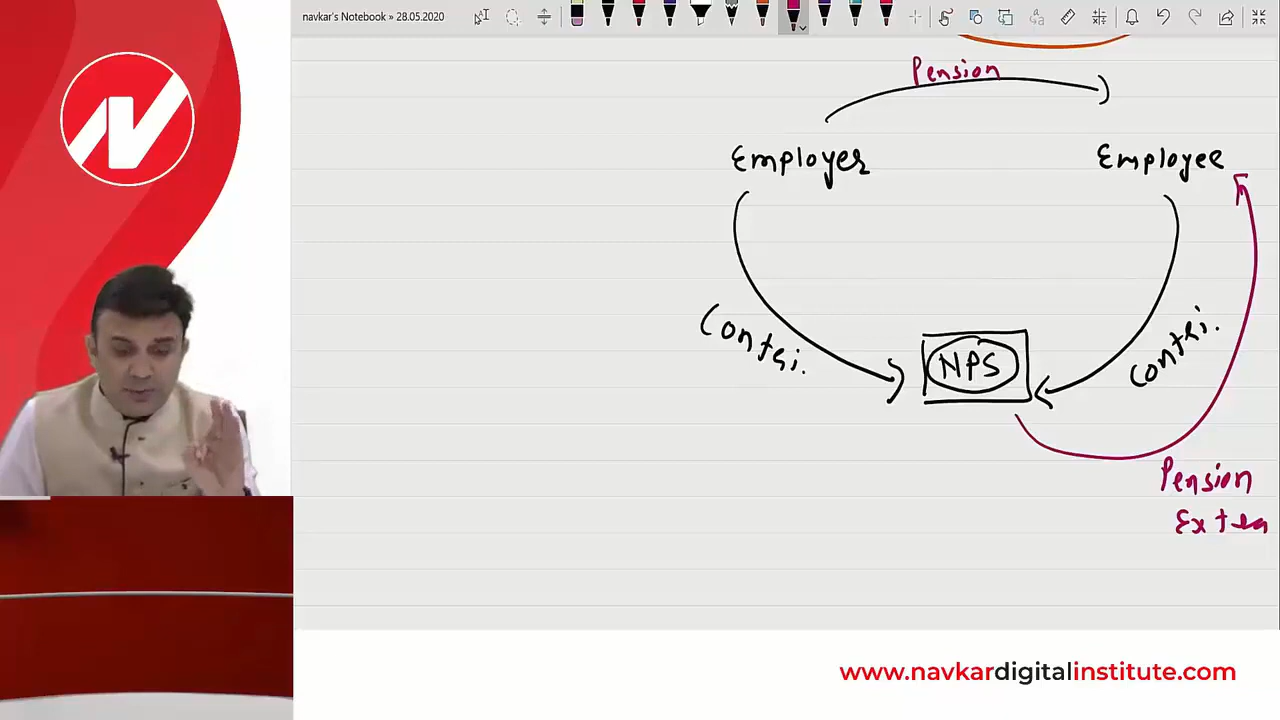 navkar's Notebook » 28.05.2020
Pension
Employer Employee
Contri. Contri.
NPS
Pension
Extra
www.navkardigitalinstitute.com